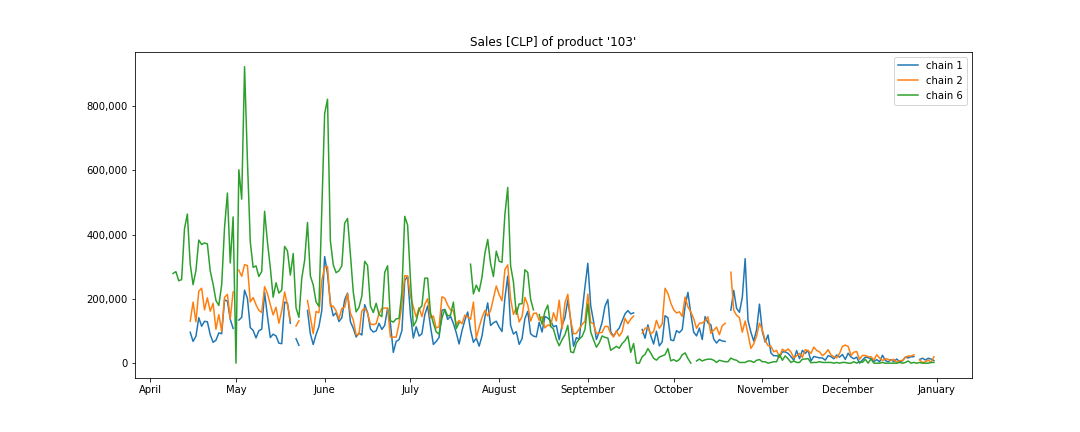 Sales [CLP] of product '103'
chain 1
chain 2
chain 6
800,000
600,000
400,000
200,000
0
April May June July August September October November December January